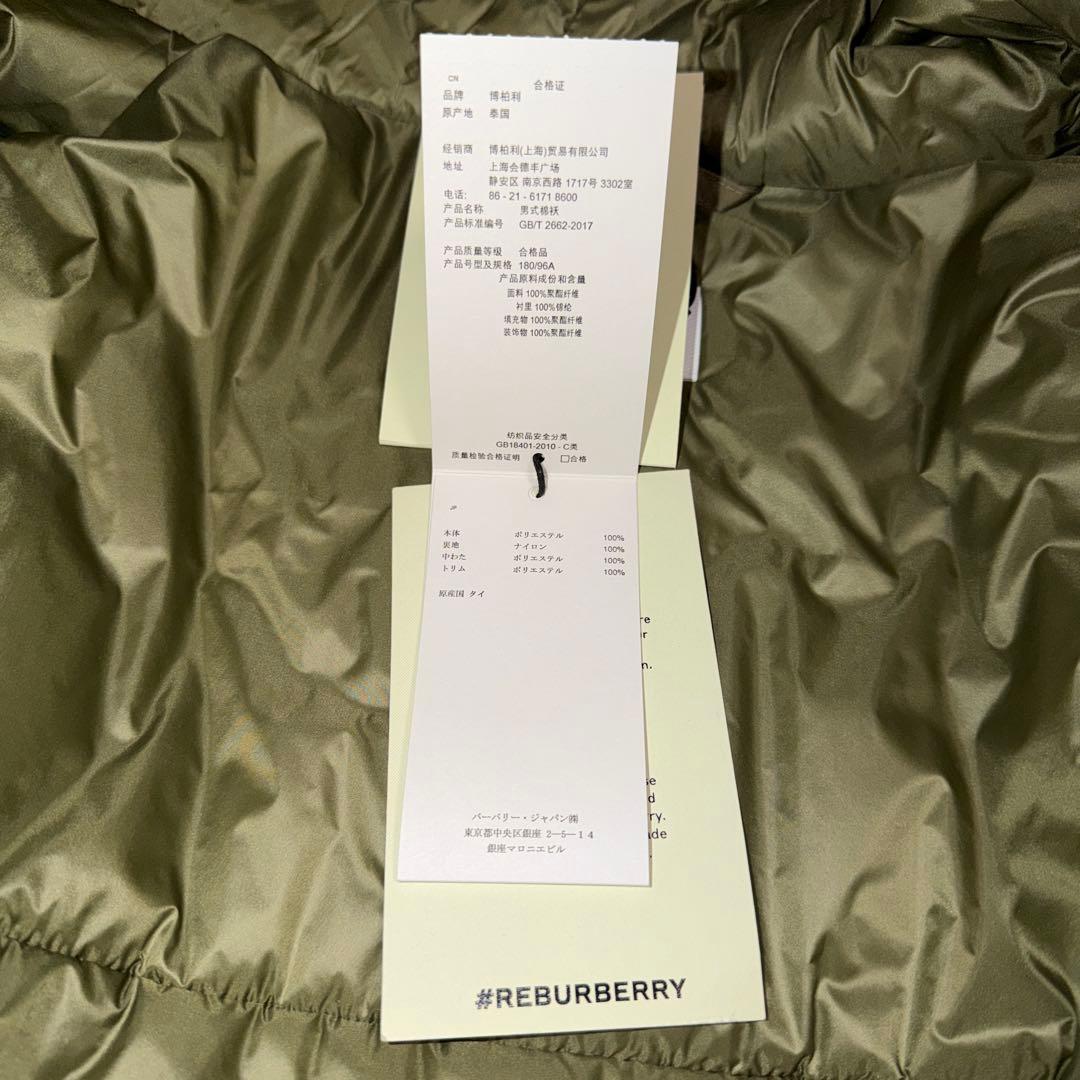 CN
合格证
品牌 博柏利
原产地 泰国
经销商 博柏利(上海)贸易有限公司
地址 上海会德丰广场
静安区 南京西路 1717号 3302室
电话: 86 - 21 - 6171 8600
产品名称 男式棉袄
产品标准编号 GB/T 2662-2017
产品质量等级 合格品
产品号型及规格 180/96A
产品原料成份和含量
面料 100%聚酯纤维
衬里 100%锦纶
填充物 100%聚酯纤维
装饰物 100%聚酯纤维
纺织品安全分类
GB18401-2010 - C类
质量检验合格证明 □合格
JP
本体 ポリエステル 100%
裏地 ナイロン 100%
中わた ポリエステル 100%
トリム ポリエステル 100%
原産国 タイ
バーバリー・ジャパン㈱
東京都中央区銀座 2―5―14
銀座マロニエビル
#REBURBERRY